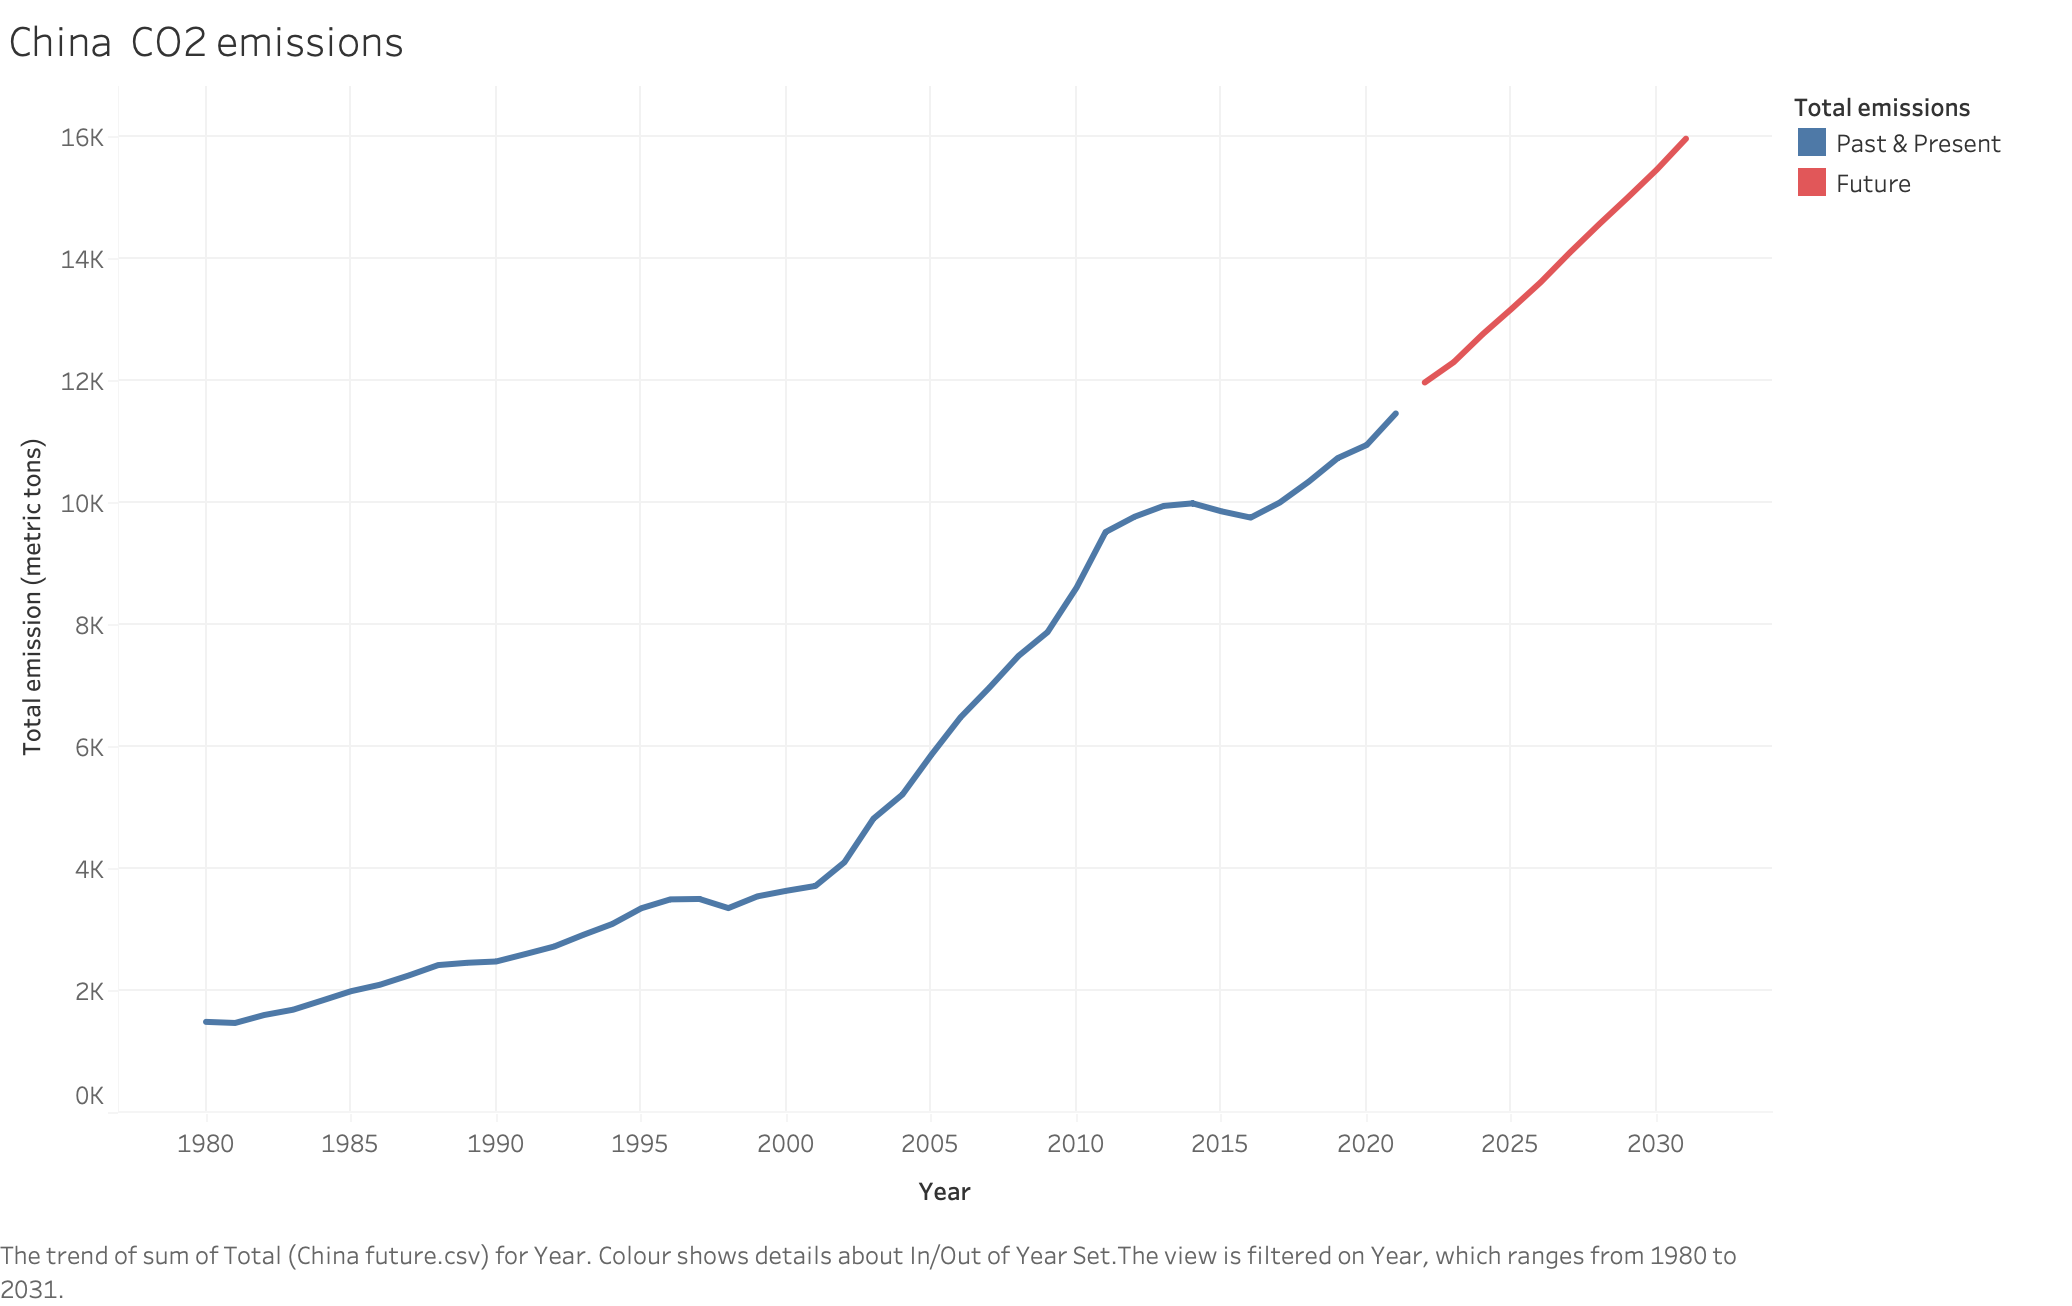 China  CO2 emissions
Total emissions
Past & Present
Future
Total emission (metric tons)
16K
14K
12K
10K
8K
6K
4K
2K
0K
1980 1985 1990 1995 2000 2005 2010 2015 2020 2025 2030
Year
The trend of sum of Total (China future.csv) for Year. Colour shows details about In/Out of Year Set.The view is filtered on Year, which ranges from 1980 to
2031.